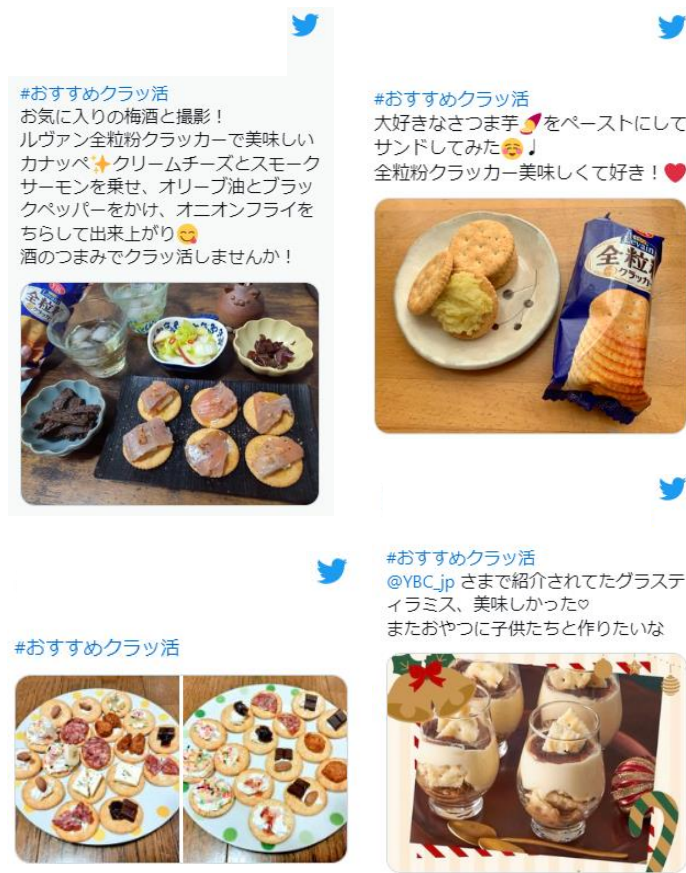 #おすすめクラッ活
お気に入りの梅酒と撮影！
ルヴァン全粒粉クラッカーで美味しい
カナッペ✨クリームチーズとスモーク
サーモンを乗せ、オリーブ油とブラッ
クペッパーをかけ、オニオンフライを
ちらして出来上がり😋
酒のつまみでクラッ活しませんか！
全粒
#おすすめクラッ活
大好きなさつま芋🍠をペーストにして
サンドしてみた☺️♩
全粒粉クラッカー美味しくて好き！❤️
全粒
クラッカー
#おすすめクラッ活
#おすすめクラッ活
@YBC_jp さまで紹介されてたグラステ
ィラミス、美味しかった♡
またおやつに子供たちと作りたいな